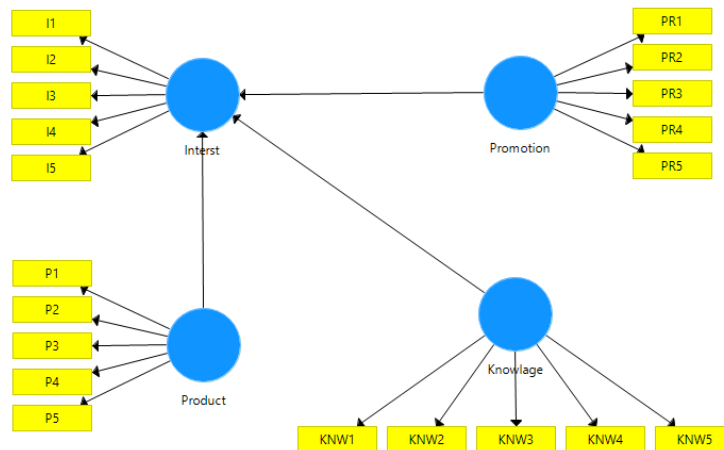 I1
I2
I3
I4
I5
Interst
PR1
PR2
PR3
PR4
PR5
Promotion
P1
P2
P3
P4
P5
Product
Knowlage
KNW1
KNW2
KNW3
KNW4
KNW5